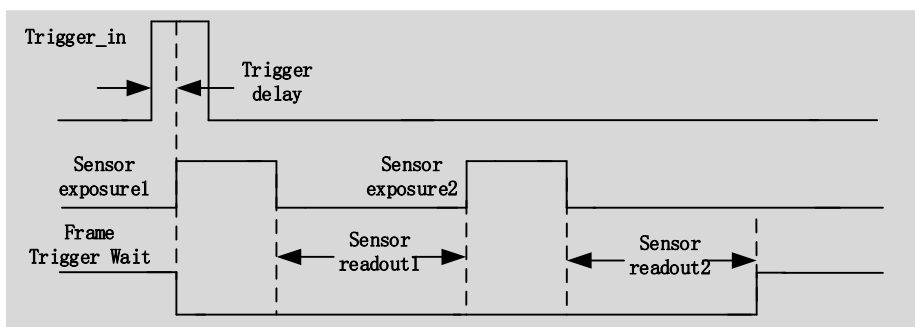 Trigger_in
Trigger
delay
Sensor
exposure1
Sensor
exposure2
Frame
Trigger Wait
Sensor
readout1
Sensor
readout2